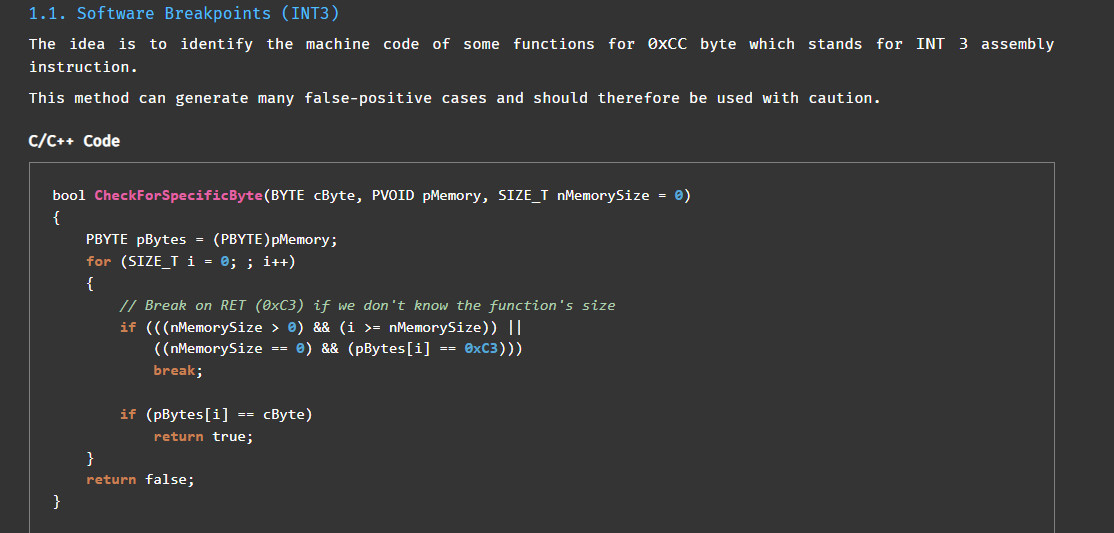 1.1. Software Breakpoints (INT3)
The idea is to identify the machine code of some functions for 0xCC byte which stands for INT 3 assembly
instruction.
This method can generate many false-positive cases and should therefore be used with caution.
C/C++ Code
bool CheckForSpecificByte(BYTE cByte, PVOID pMemory, SIZE_T nMemorySize = 0)
{
    PBYTE pBytes = (PBYTE)pMemory;
    for (SIZE_T i = 0; ; i++)
    {
        // Break on RET (0xC3) if we don't know the function's size
        if (((nMemorySize > 0) && (i >= nMemorySize)) ||
            ((nMemorySize == 0) && (pBytes[i] == 0xC3)))
            break;
        if (pBytes[i] == cByte)
            return true;
    }
    return false;
}